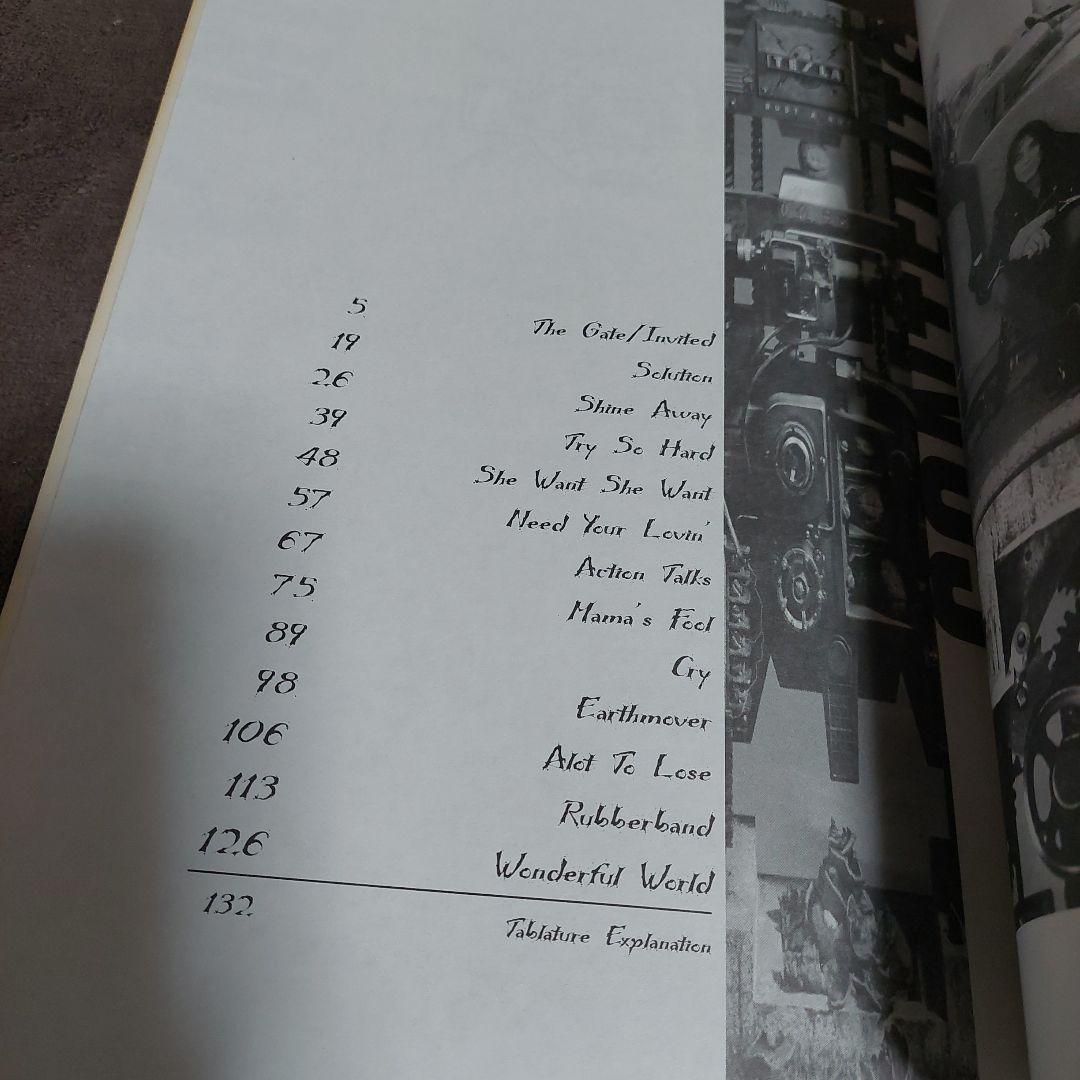 5 The Gate/Invited
19 Solution
26 Shine Away
39 Try So Hard
48 She Want She Want
57 Need Your Lovin'
67 Action Talks
75 Mama's Fool
89 Cry
98 Earthmover
106 Alot To Lose
113 Rubberband
126 Wonderful World
132 Tablature Explanation
TESLA